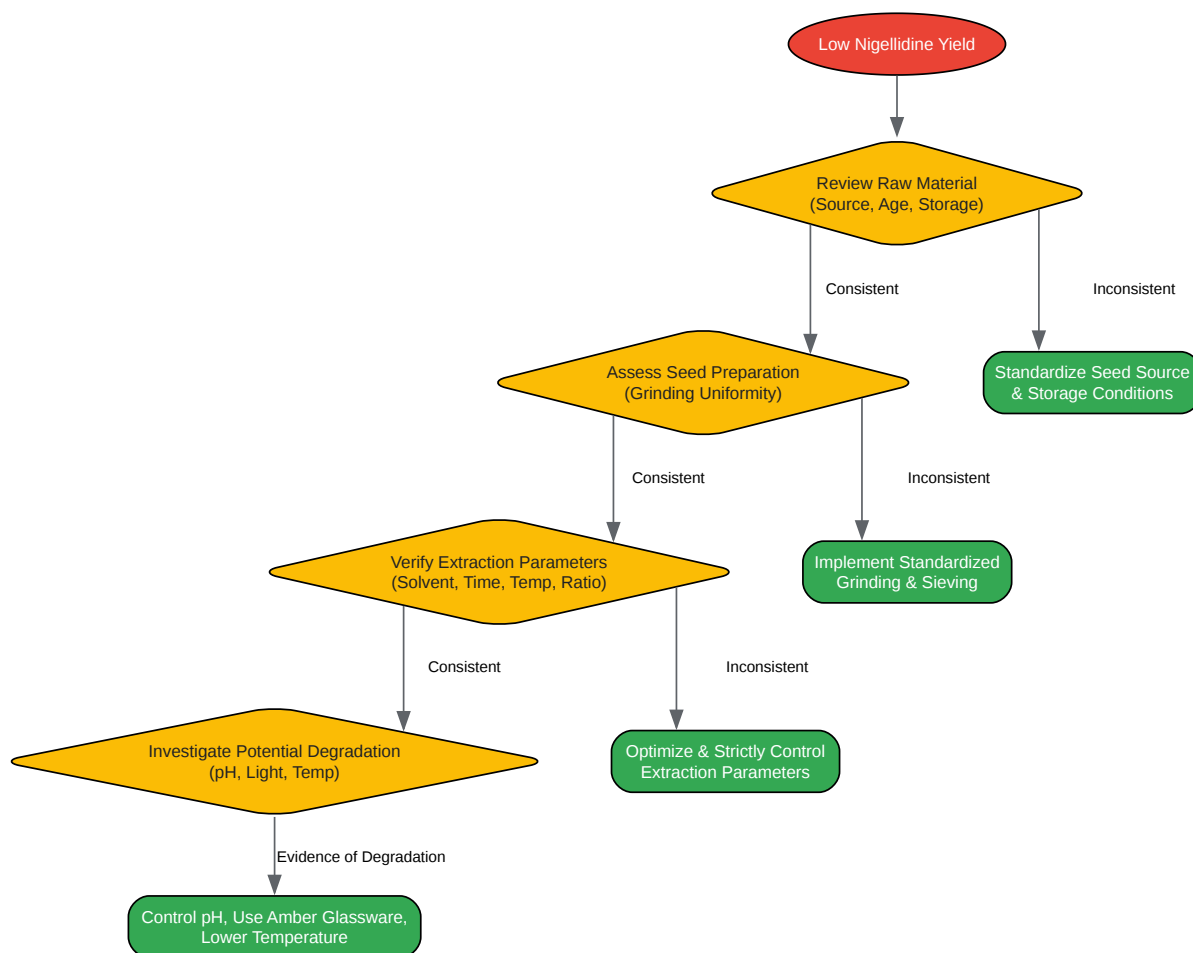 Low Nigellidine Yield
Review Raw Material
(Source, Age, Storage)
Consistent
Inconsistent
Assess Seed Preparation
(Grinding Uniformity)
Standardize Seed Source
& Storage Conditions
Consistent
Inconsistent
Verify Extraction Parameters
(Solvent, Time, Temp, Ratio)
Implement Standardized
Grinding & Sieving
Consistent
Inconsistent
Investigate Potential Degradation
(pH, Light, Temp)
Optimize & Strictly Control
Extraction Parameters
Evidence of Degradation
Control pH, Use Amber Glassware,
Lower Temperature